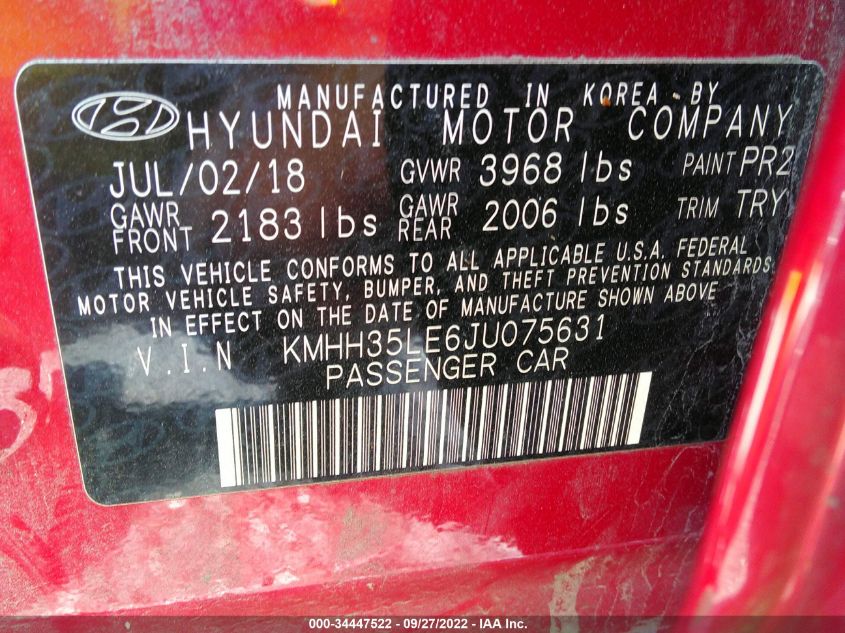 MANUFACTURED IN KOREA - BY
HYUNDAI MOTOR COMPANY
JUL/02/18 GVWR 3968 lbs PAINT PR2
GAWR FRONT 2183 lbs GAWR REAR 2006 lbs TRIM TRY
THIS VEHICLE CONFORMS TO ALL APPLICABLE U.S.A. FEDERAL
MOTOR VEHICLE SAFETY, BUMPER, AND THEFT PREVENTION STANDARDS
IN EFFECT ON THE DATE OF MANUFACTURE SHOWN ABOVE
V.I.N KMHH35LE6JU075631
PASSENGER CAR
000-34447522 - 09/27/2022 - IAA Inc.